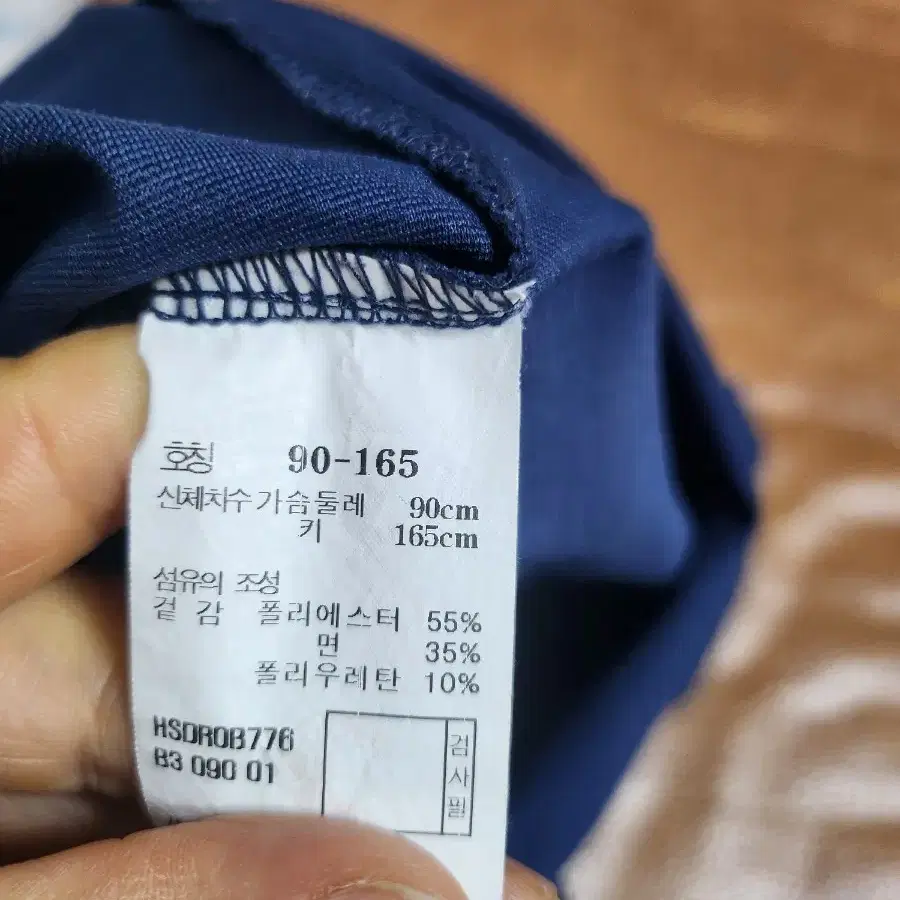 호칭 90-165
신체치수 가슴둘레 90cm
키 165cm
섬유의 조성
겉 감 폴리에스터 55%
면 35%
폴리우레탄 10%
HSDR0B776
B3 090 01
검사필